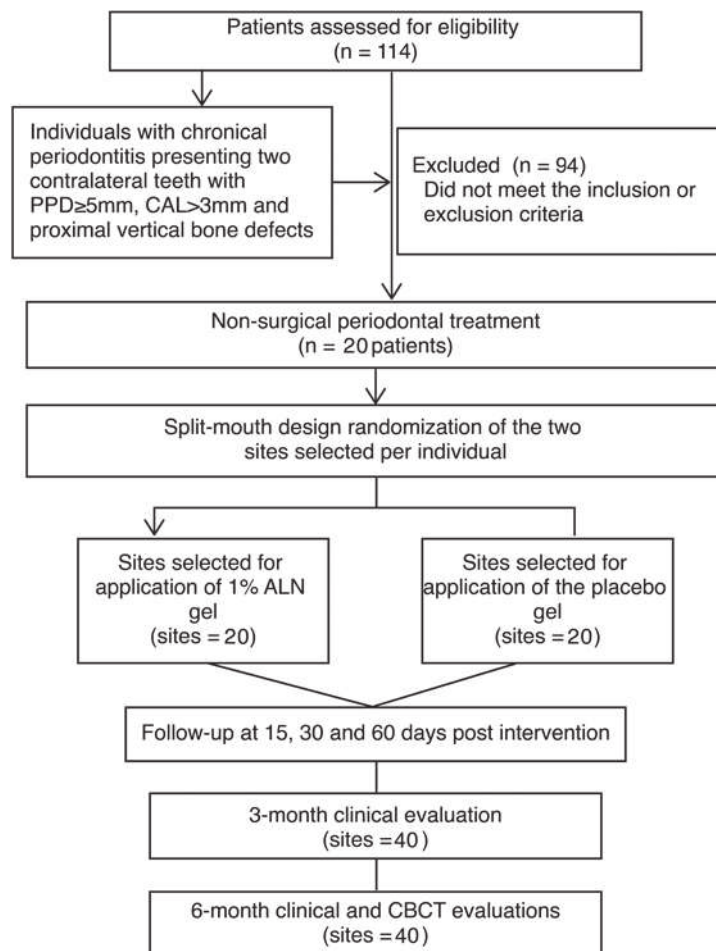 Patients assessed for eligibility
(n = 114)
Individuals with chronical
periodontitis presenting two
contralateral teeth with
PPD≥5mm, CAL>3mm and
proximal vertical bone defects
Excluded (n = 94)
Did not meet the inclusion or
exclusion criteria
Non-surgical periodontal treatment
(n = 20 patients)
Split-mouth design randomization of the two
sites selected per individual
Sites selected for
application of 1% ALN
gel
(sites = 20)
Sites selected for
application of the placebo
gel
(sites = 20)
Follow-up at 15, 30 and 60 days post intervention
3-month clinical evaluation
(sites = 40)
6-month clinical and CBCT evaluations
(sites = 40)